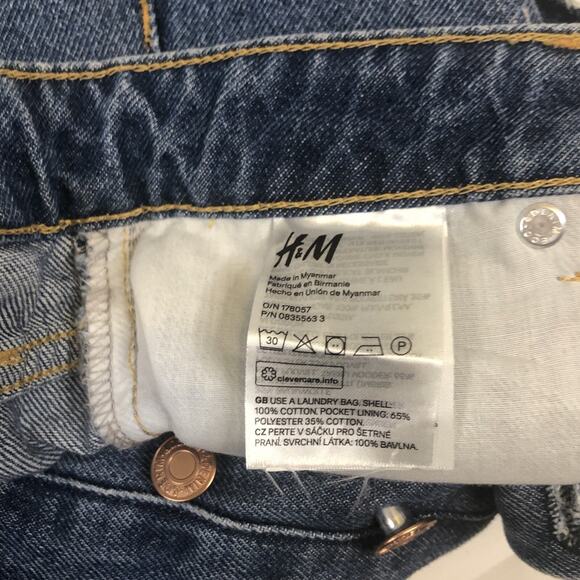 H&M
Made in Myanmar
Fabriqué en Birmanie
Hecho en Unión de Myanmar
O/N 178057
P/N 0835563 3
30
P
clevercare.info
GB USE A LAUNDRY BAG. SHELL:
100% COTTON. POCKET LINING: 65%
POLYESTER 35% COTTON.
CZ PERTE V SÁČKU PRO ŠETRNÉ
PRANÍ. SVRCHNÍ LÁTKA: 100% BAVLNA.